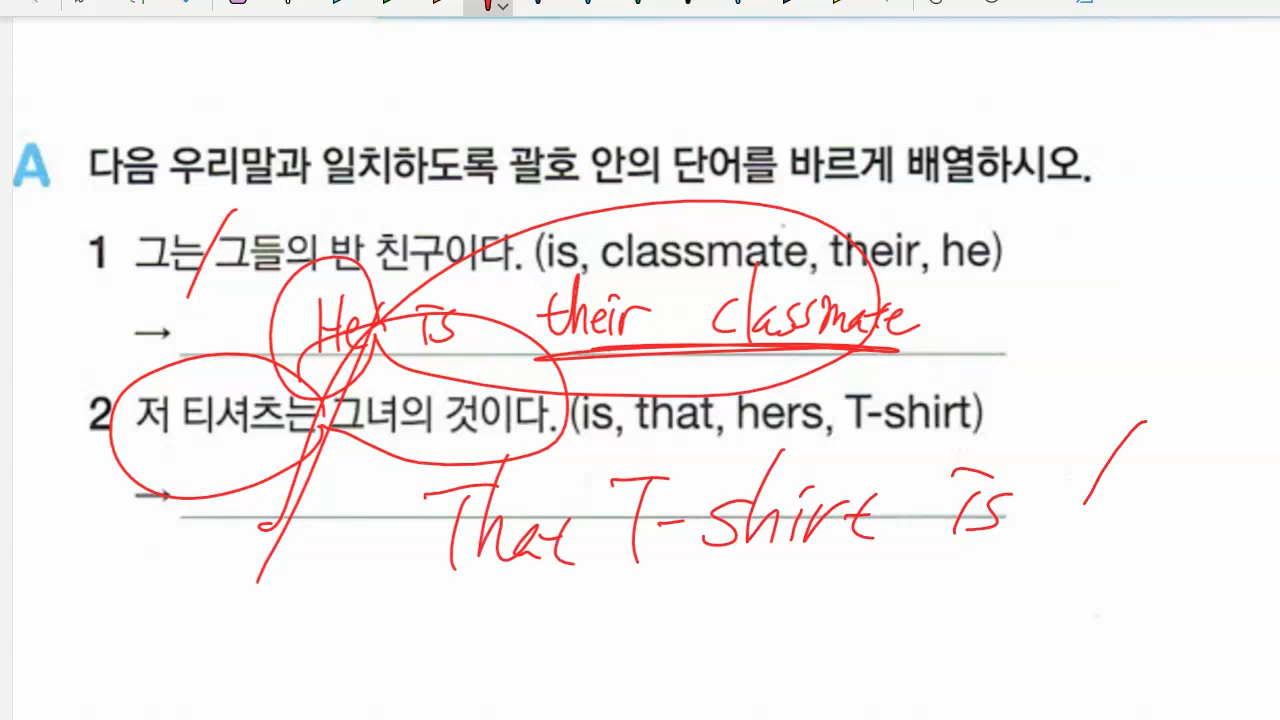 A 다음 우리말과 일치하도록 괄호 안의 단어를 바르게 배열하시오.
1 그는 그들의 반 친구이다. (is, classmate, their, he)
→ He is their classmate
2 저 티셔츠는 그녀의 것이다. (is, that, hers, T-shirt)
→ That T-shirt is